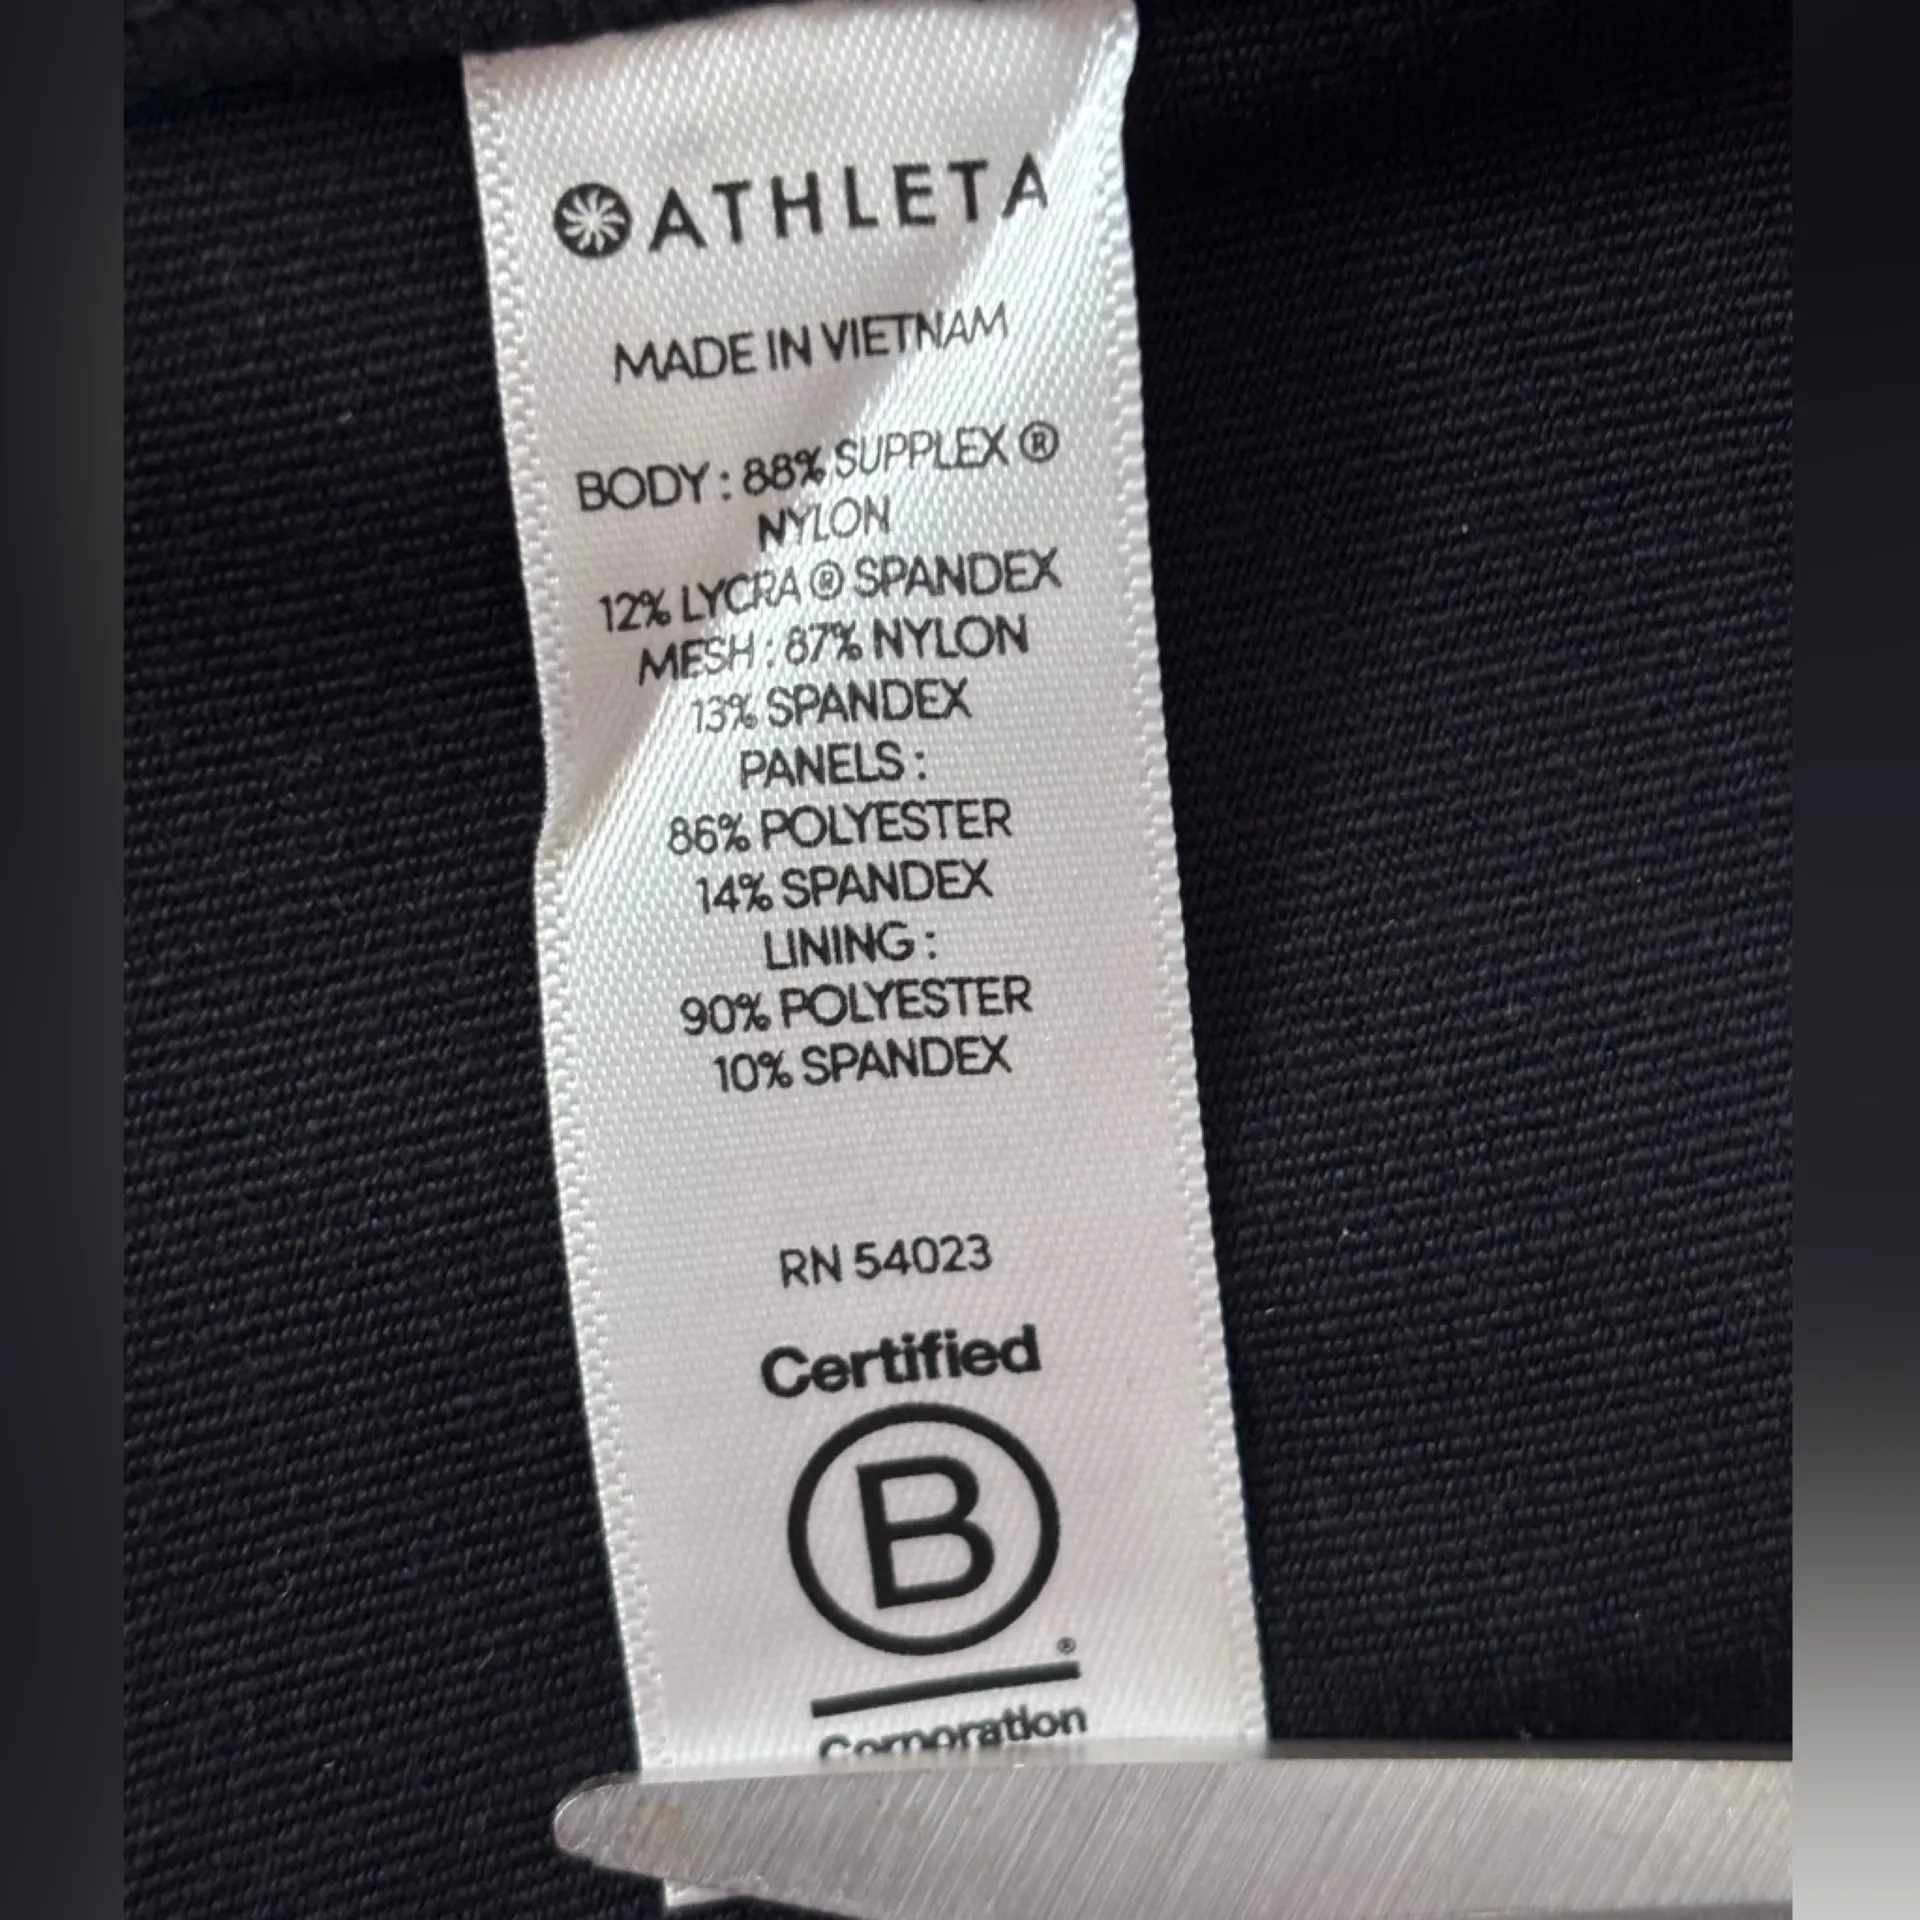 ATHLETA
MADE IN VIETNAM
BODY : 88% SUPPLEX ®
NYLON
12% LYCRA ® SPANDEX
MESH : 87% NYLON
13% SPANDEX
PANELS :
86% POLYESTER
14% SPANDEX
LINING :
90% POLYESTER
10% SPANDEX
RN 54023
Certified
B
®
Corporation